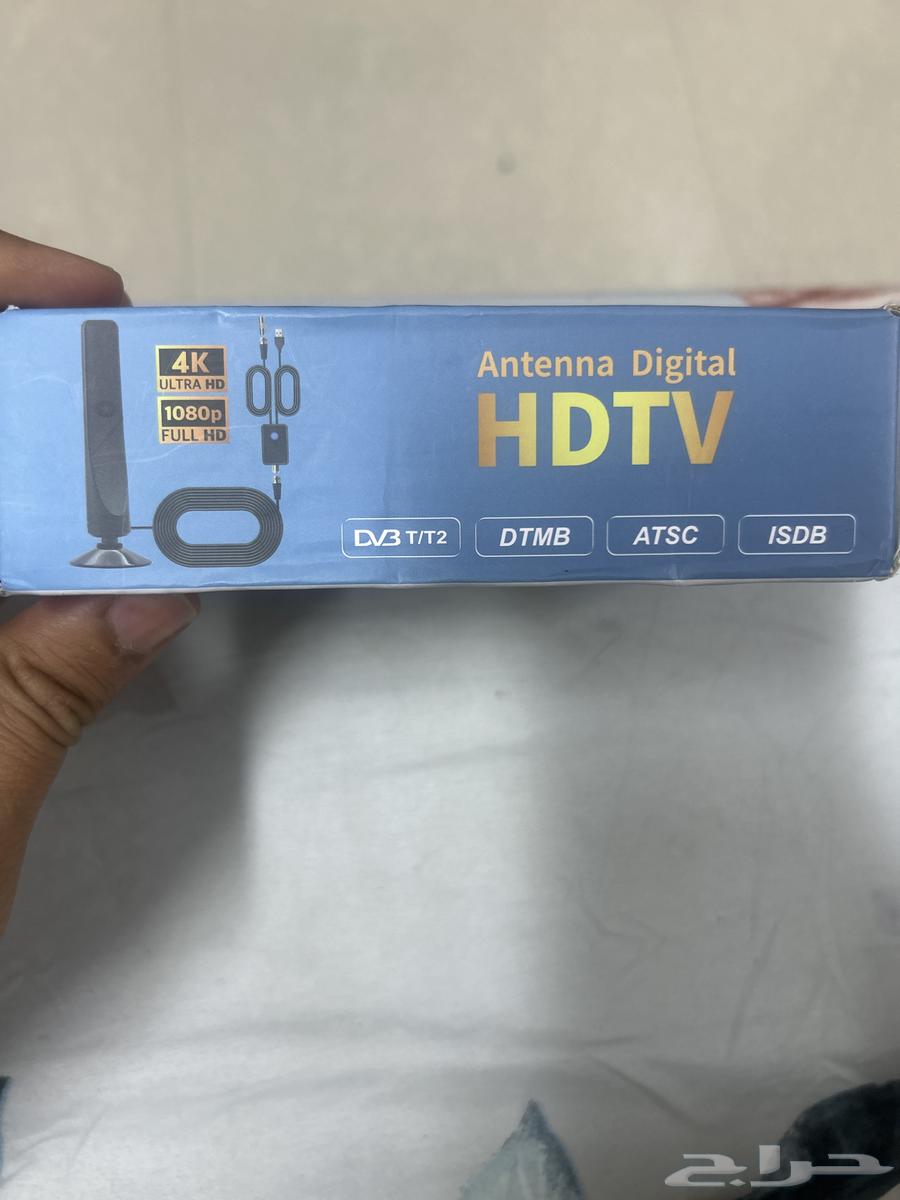 4K
ULTRA HD
1080p
FULL HD
Antenna Digital
HDTV
DVB T/T2
DTMB
ATSC
ISDB
حراج